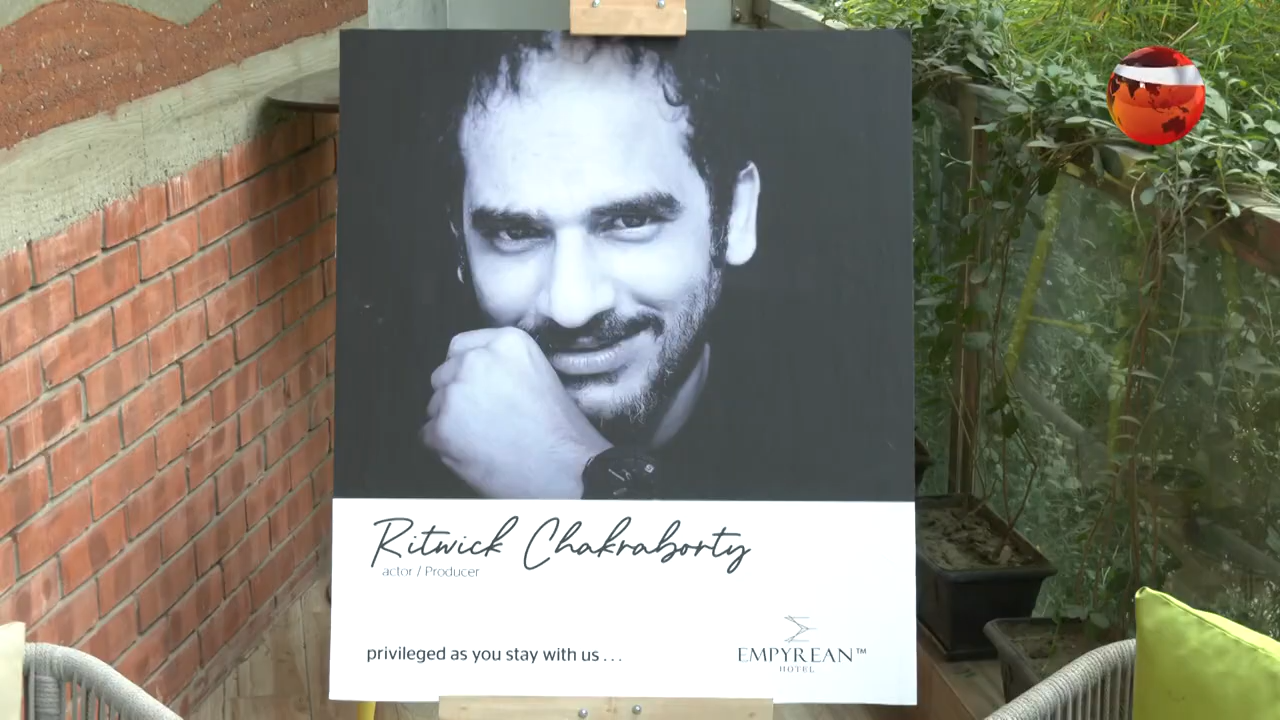 Ritwick Chakraborty
actor / Producer
privileged as you stay with us...
EMPYREAN™
HOTEL